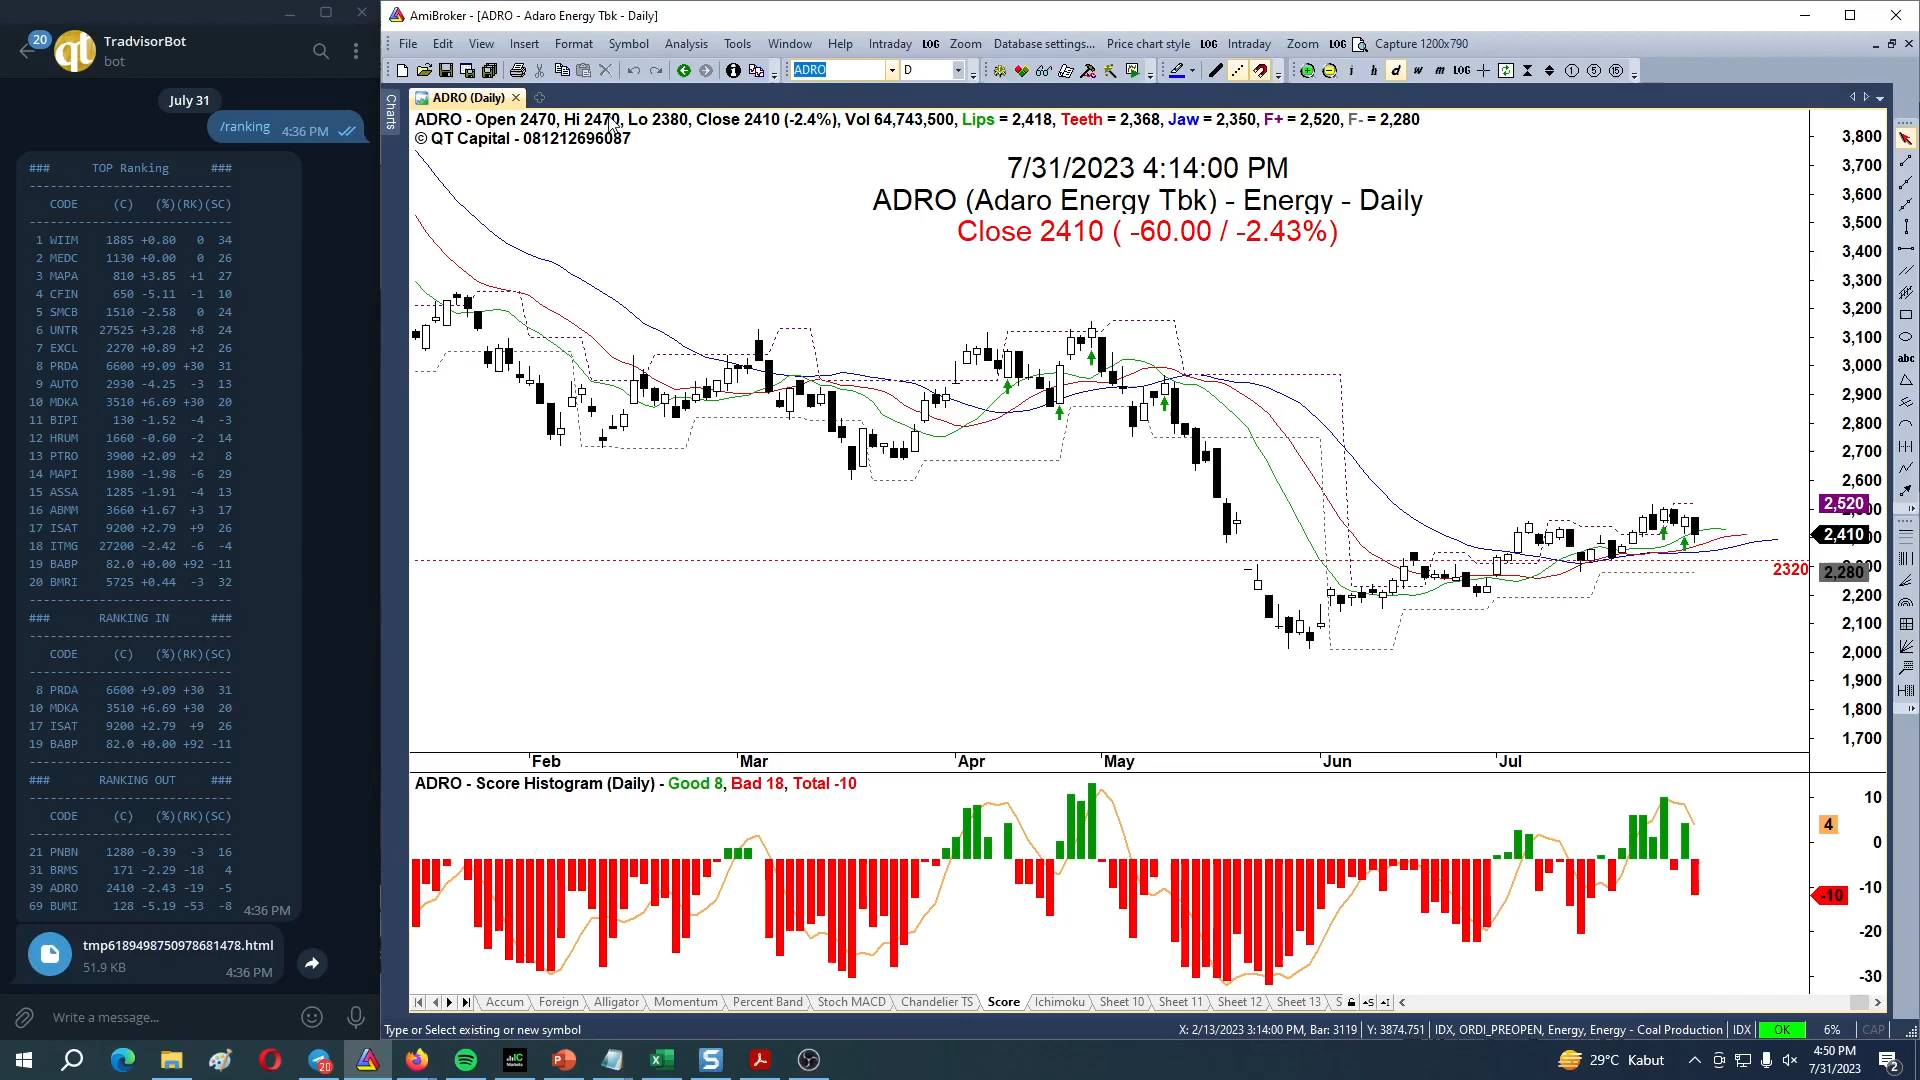 20
TradvisorBot
bot
July 31
/ranking 4:36 PM
### TOP Ranking ###
CODE (C) (%)(RK)(SC)
1 WIIM 1885 +0.80 0 34
2 MEDC 1130 +0.00 0 26
3 MAPA 810 +3.85 +1 27
4 CFIN 650 -5.11 -1 10
5 SMCB 1510 -2.58 0 24
6 UNTR 27525 +3.28 +8 24
7 EXCL 2270 +0.89 +2 26
8 PRDA 6600 +9.09 +30 31
9 AUTO 2930 -4.25 -3 13
10 MDKA 3510 +6.69 +30 20
11 BIPI 130 -1.52 -4 -3
12 HRUM 1660 -0.60 -2 14
13 PTRO 3900 +2.09 +2 8
14 MAPI 1980 -1.98 -6 29
15 ASSA 1285 -1.91 -4 13
16 ABMM 3660 +1.67 +3 17
17 ISAT 9200 +2.79 +9 26
18 ITMG 27200 -2.42 -6 -4
19 BABP 82.0 +0.00 +92 -11
20 BMRI 5725 +0.44 -3 32
### RANKING IN ###
CODE (C) (%)(RK)(SC)
8 PRDA 6600 +9.09 +30 31
10 MDKA 3510 +6.69 +30 20
17 ISAT 9200 +2.79 +9 26
19 BABP 82.0 +0.00 +92 -11
### RANKING OUT ###
CODE (C) (%)(RK)(SC)
21 PNBN 1280 -0.39 -3 16
31 BRMS 171 -2.29 -18 4
39 ADRO 2410 -2.43 -19 -5
69 BUMI 128 -5.19 -53 -8
4:36 PM
tmp6189498750978681478.html
51.9 KB
4:36 PM
Write a message...
AmiBroker - [ADRO - Adaro Energy Tbk - Daily]
File Edit View Insert Format Symbol Analysis Tools Window Help Intraday LOG Zoom Database settings... Price chart style LOG Intraday Zoom LOG Capture 1200x790
ADRO D
Charts
ADRO (Daily)
ADRO - Open 2470, Hi 2470, Lo 2380, Close 2410 (-2.4%), Vol 64,743,500, Lips = 2,418, Teeth = 2,368, Jaw = 2,350, F+ = 2,520, F- = 2,280
© QT Capital - 081212696087
7/31/2023 4:14:00 PM
ADRO (Adaro Energy Tbk) - Energy - Daily
Close 2410 ( -60.00 / -2.43%)
3,800
3,700
3,600
3,500
3,400
3,300
3,200
3,100
3,000
2,900
2,800
2,700
2,600
2,520
2,410
2320
2,280
2,200
2,100
2,000
1,900
1,800
1,700
abc
Feb Mar Apr May Jun Jul
ADRO - Score Histogram (Daily) - Good 8, Bad 18, Total -10
10
4
0
-10
-10
-20
-30
Accum Foreign Alligator Momentum Percent Band Stoch MACD Chandelier TS Score Ichimoku Sheet 10 Sheet 11 Sheet 12 Sheet 13 S
Type or Select existing or new symbol
X: 2/13/2023 3:14:00 PM, Bar: 3119 Y: 3874.751 IDX, ORDI_PREOPEN, Energy, Energy - Coal Production IDX OK 6% CAP
29°C Kabut
4:50 PM
7/31/2023
2